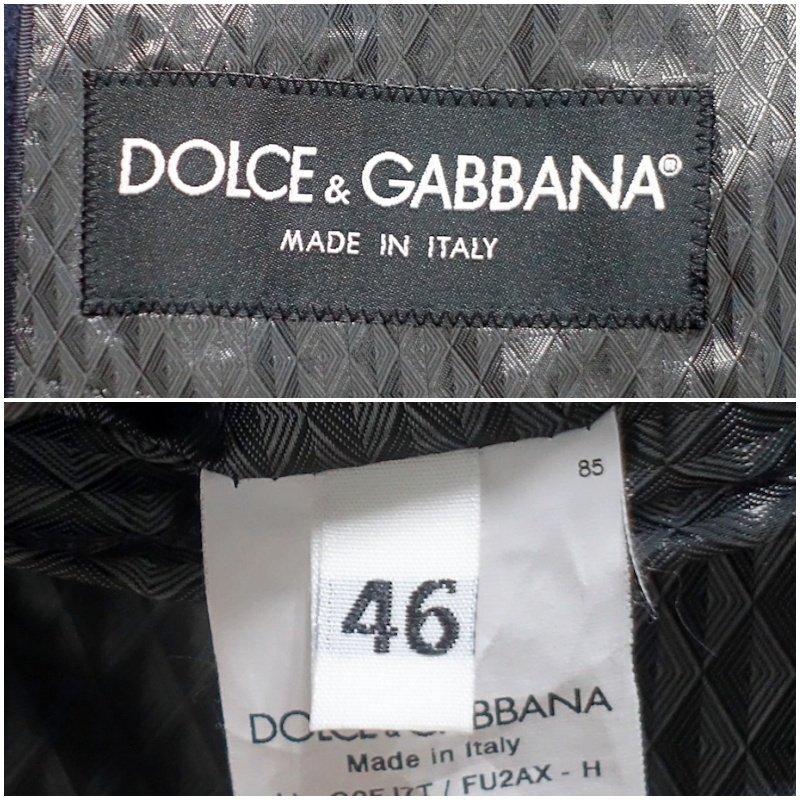 DOLCE & GABBANA®
MADE IN ITALY
85
46
DOLCE & GABBANA
Made in Italy
/ FU2AX - H